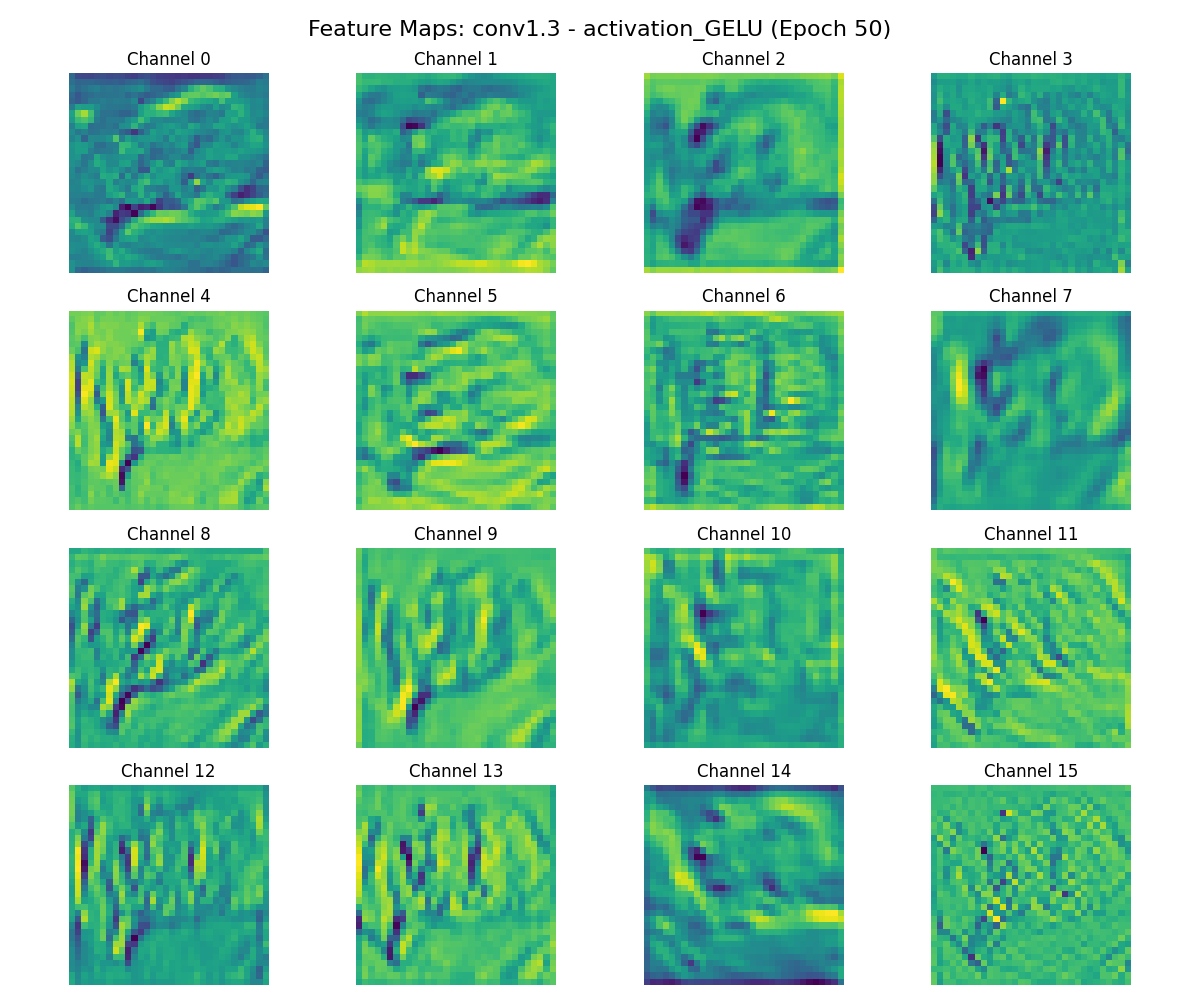 Feature Maps: conv1.3 - activation_GELU (Epoch 50)
Channel 0 Channel 1 Channel 2 Channel 3
Channel 4 Channel 5 Channel 6 Channel 7
Channel 8 Channel 9 Channel 10 Channel 11
Channel 12 Channel 13 Channel 14 Channel 15